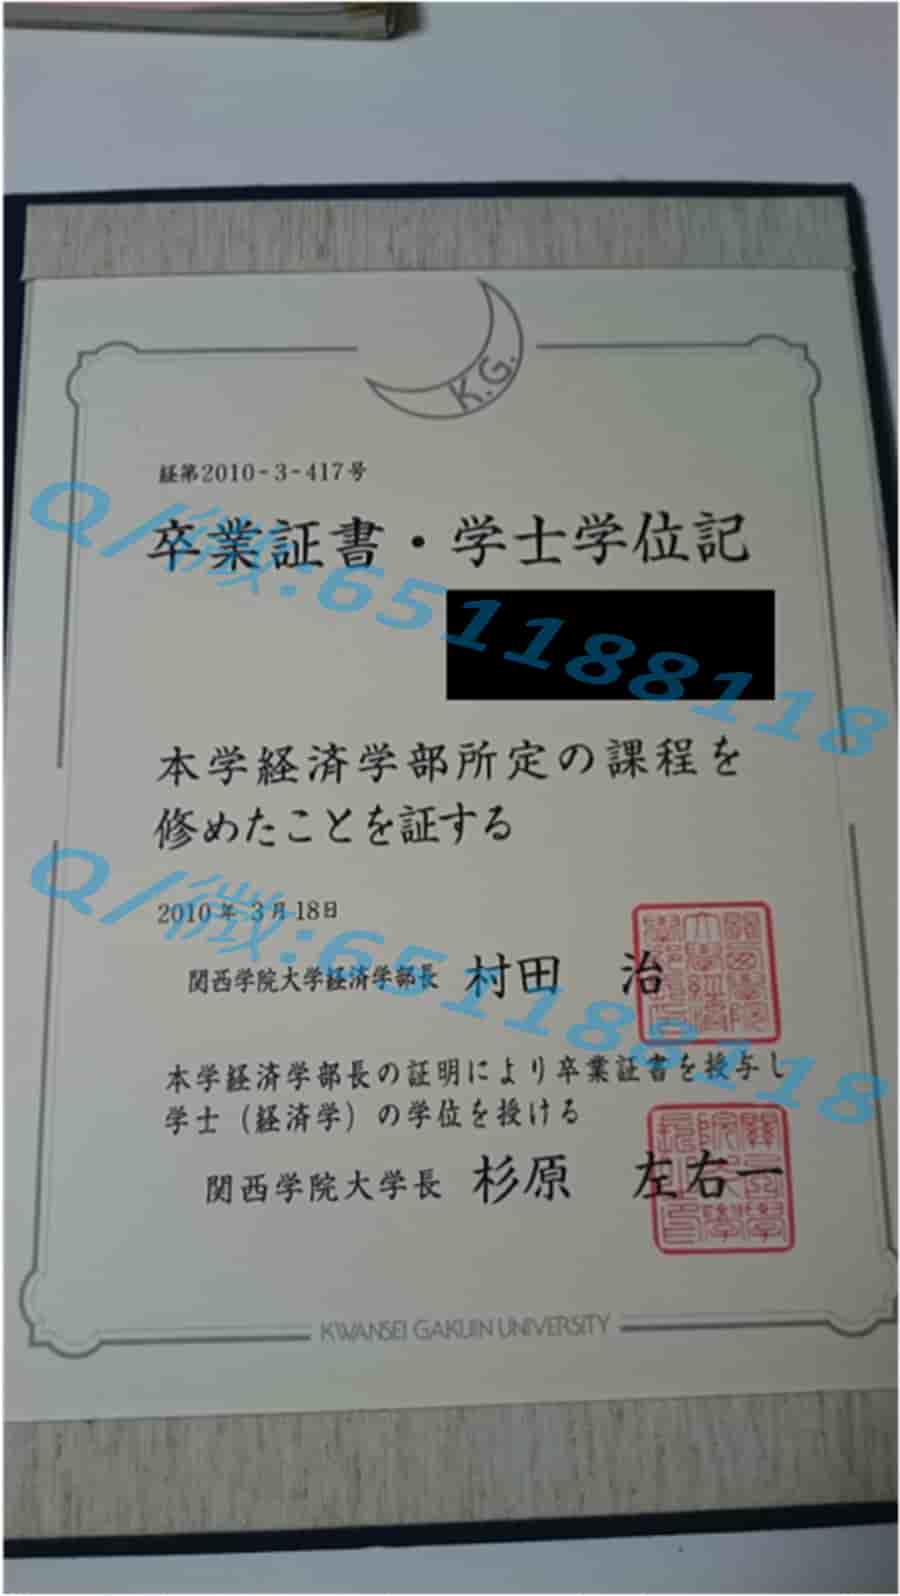 K.G.
経第2010-3-417号
卒業証書・学士学位記
Q/微:651188118
本学経済学部所定の課程を
修めたことを証する
Q/微:651188118
2010年 3月18日
関西学院大学経済学部長 村田 治
本学経済学部長の証明により卒業証書を授与し
学士（経済学）の学位を授ける
関西学院大学長 杉原 左右一
KWANSEI GAKUIN UNIVERSITY